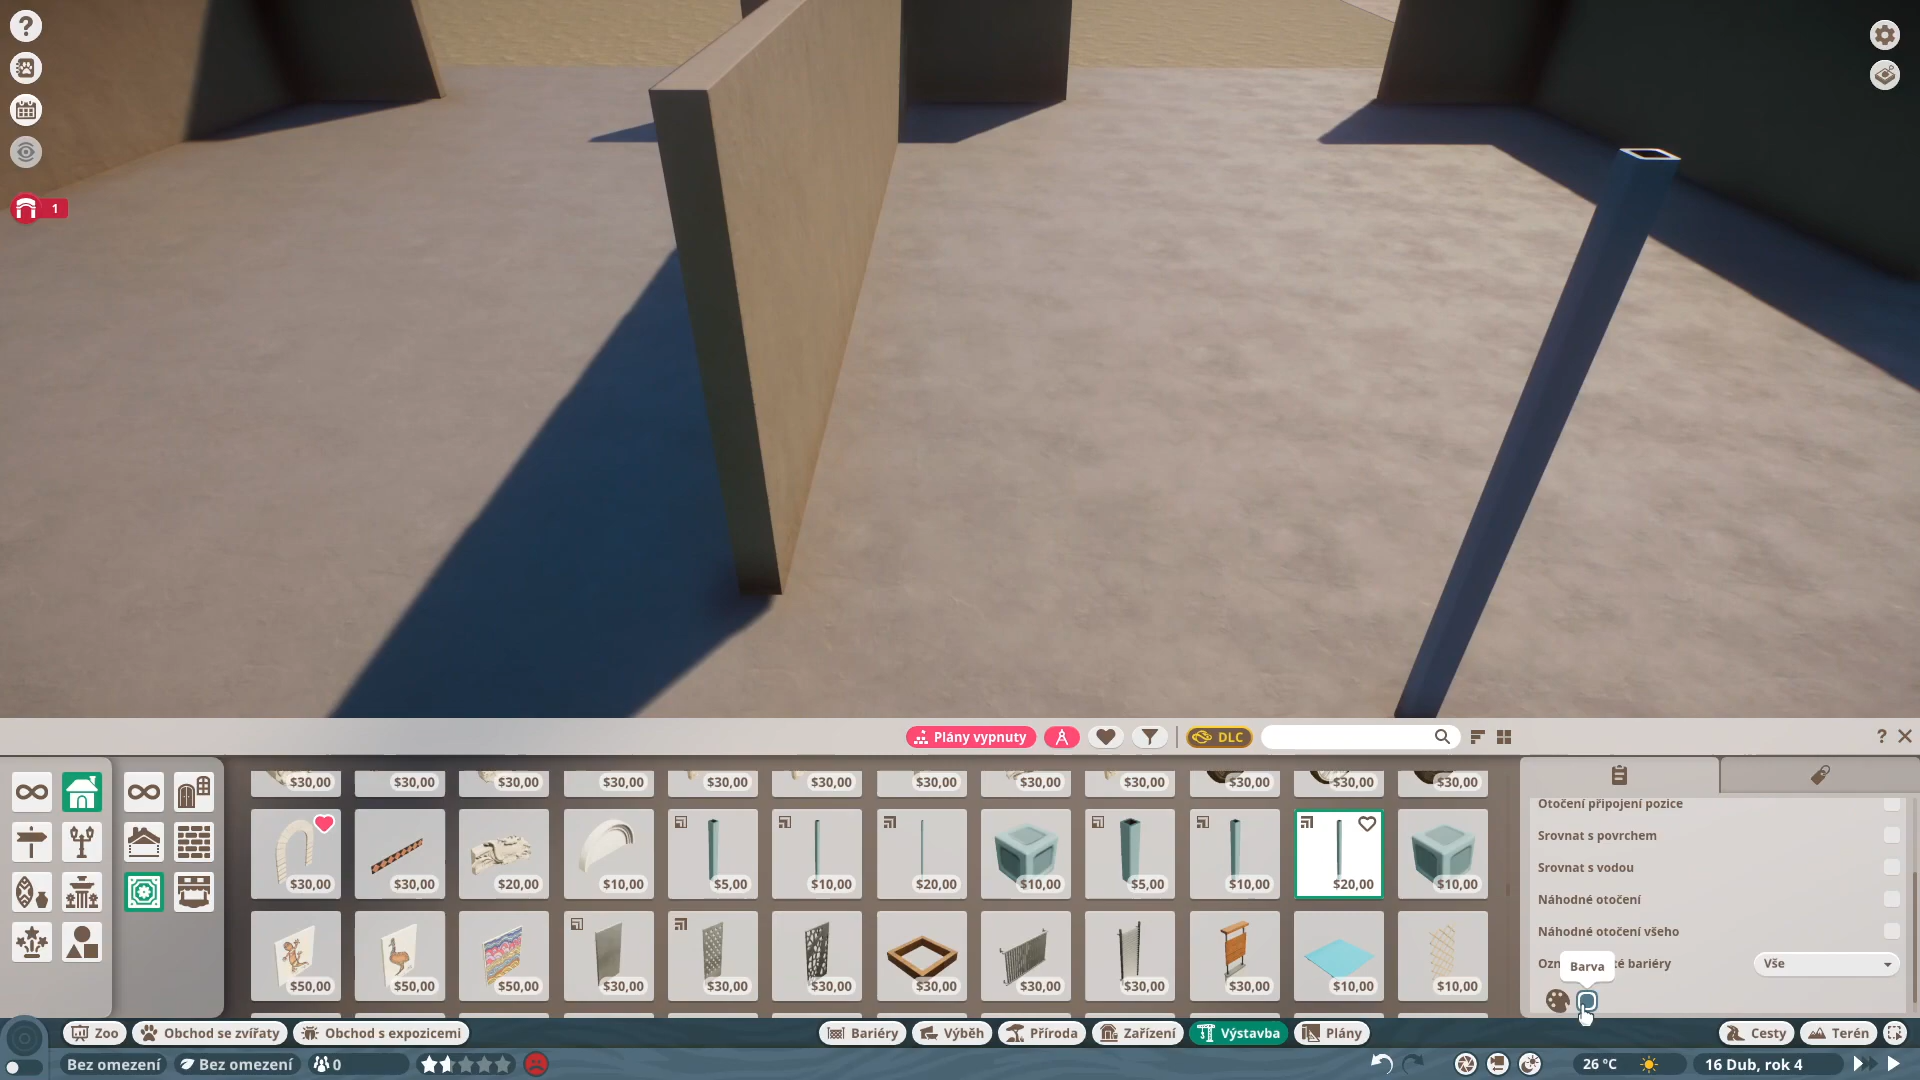 ?
1
Plány vypnuty
DLC
?
$30,00 $30,00 $30,00 $30,00 $30,00 $30,00 $30,00 $30,00 $30,00 $30,00 $30,00 $30,00
$30,00 $30,00 $20,00 $10,00 $5,00 $10,00 $20,00 $10,00 $5,00 $10,00 $20,00 $10,00
$50,00 $50,00 $50,00 $30,00 $30,00 $30,00 $30,00 $30,00 $30,00 $30,00 $10,00 $10,00
Otočení připojení pozice
Srovnat s povrchem
Srovnat s vodou
Náhodné otočení
Náhodné otočení všeho
bariéry Vše
Barva
Zoo Obchod se zvířaty Obchod s expozicemi Bariéry Výběh Příroda Zařízení Výstavba Plány Cesty Terén
Bez omezení Bez omezení 0 26 °C 16 Dub, rok 4